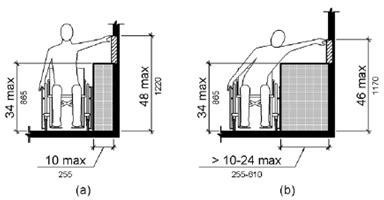 34 max
865
48 max
1220
10 max
255
(a)
34 max
865
46 max
1170
> 10-24 max
255-610
(b)